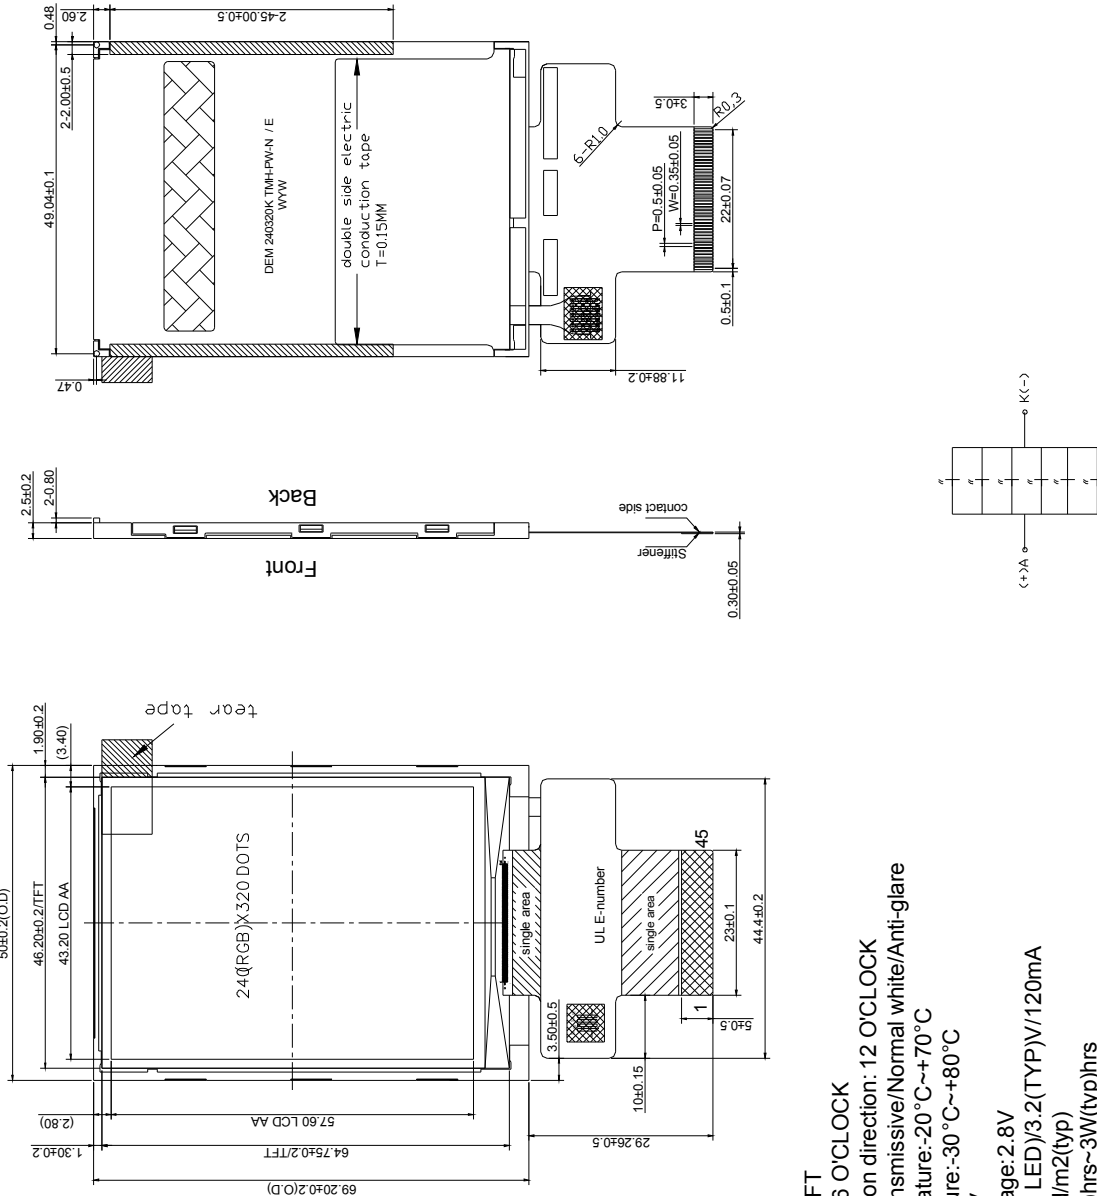 0.48
2.60
2-45.00±0.5
2-2.00±0.5
49.04±0.1
DEM 240320K TMH-PW-N / E
WYW
double side electric
conduction tape
T=0.15MM
6-R1.0
3±0.5
R0,3
P=0.5±0.05
W=0.35±0.05
22±0.07
0.5±0.1
11.88±0.2
0.47
2.5±0.2
2-0.80
Back
Front
contact side
Stiffener
0.30±0.05
K(-)
(+)A
tear tape
1.90±0.2
(3.40)
50±0.2(O.D)
46.20±0.2/TFT
43.20 LCD AA
240(RGB)X320 DOTS
single area
UL E-number
single area
45
1
23±0.1
44.4±0.2
3.50±0.5
5±0.5
10±0.15
29.26±0.5
(2.80)
57.60 LCD AA
1.30±0.2
64.75±0.2/TFT
69.20±0.2(O.D)
FT
6 O'CLOCK
on direction: 12 O'CLOCK
nsmissive/Normal white/Anti-glare
ature:-20°C~+70°C
ure:-30°C~+80°C
age:2.8V
LED)/3.2(TYP)V/120mA
/m2(typ)
hrs~3W(typ)hrs